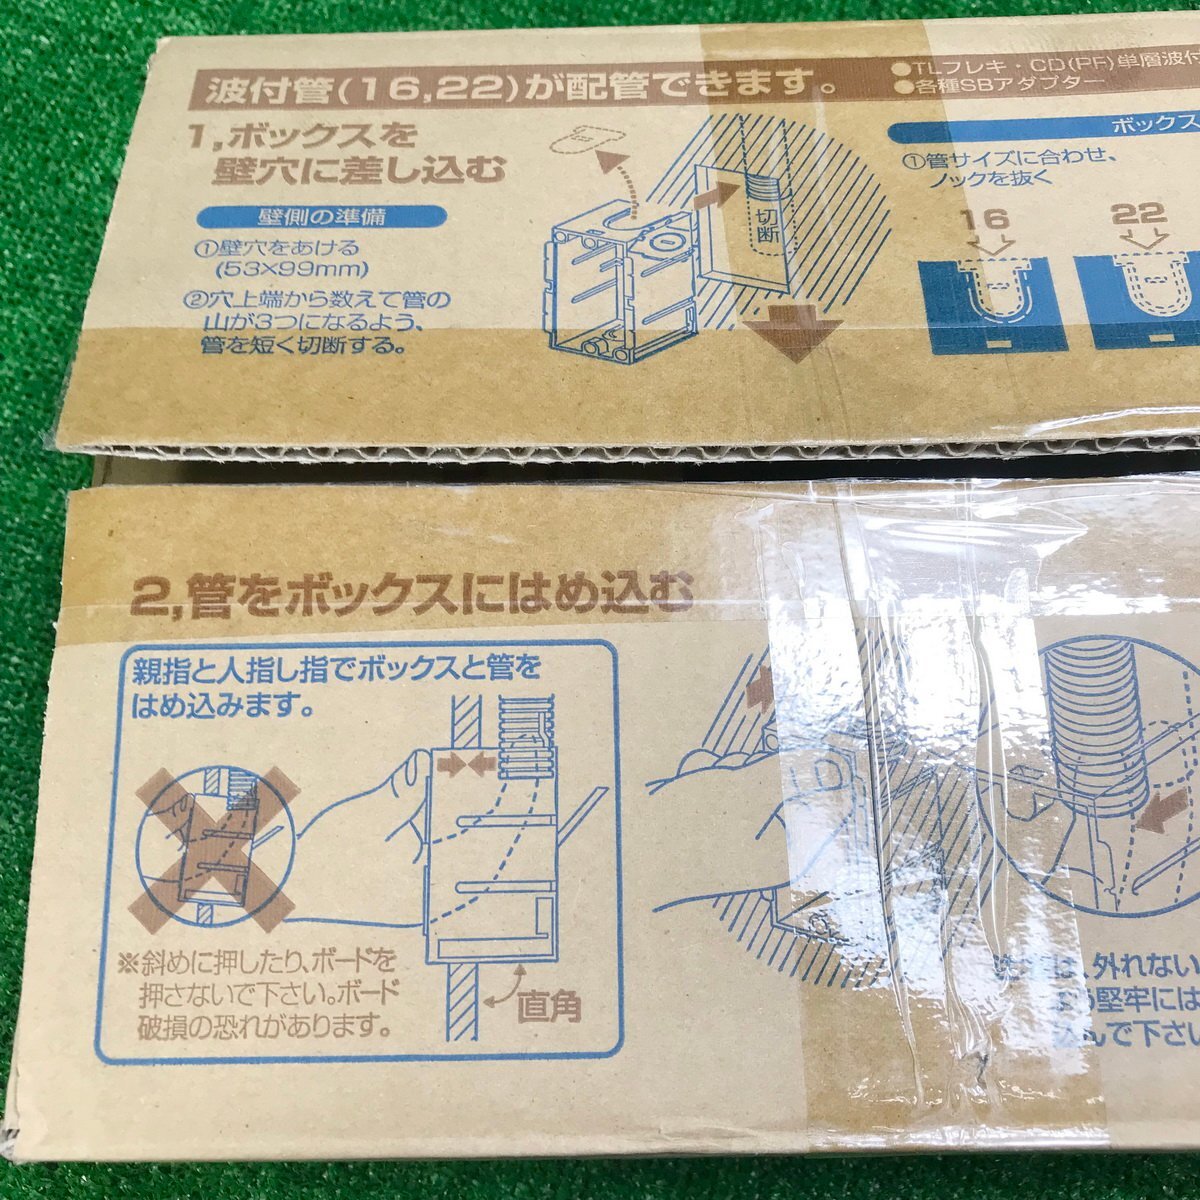 波付管(16,22)が配管できます。
●TLフレキ・CD(PF)単層波付
●各種SBアダプター
1,ボックスを
壁穴に差し込む
壁側の準備
①壁穴をあける
(53×99mm)
②穴上端から数えて管の
山が3つになるよう、
管を短く切断する。
切断
ボックス
①管サイズに合わせ、
ノックを抜く
16
22
2,管をボックスにはめ込む
親指と人指し指でボックスと管を
はめ込みます。
※斜めに押したり、ボードを
押さないで下さい。ボード
破損の恐れがあります。
直角
は、外れない
堅牢には
んで下さい